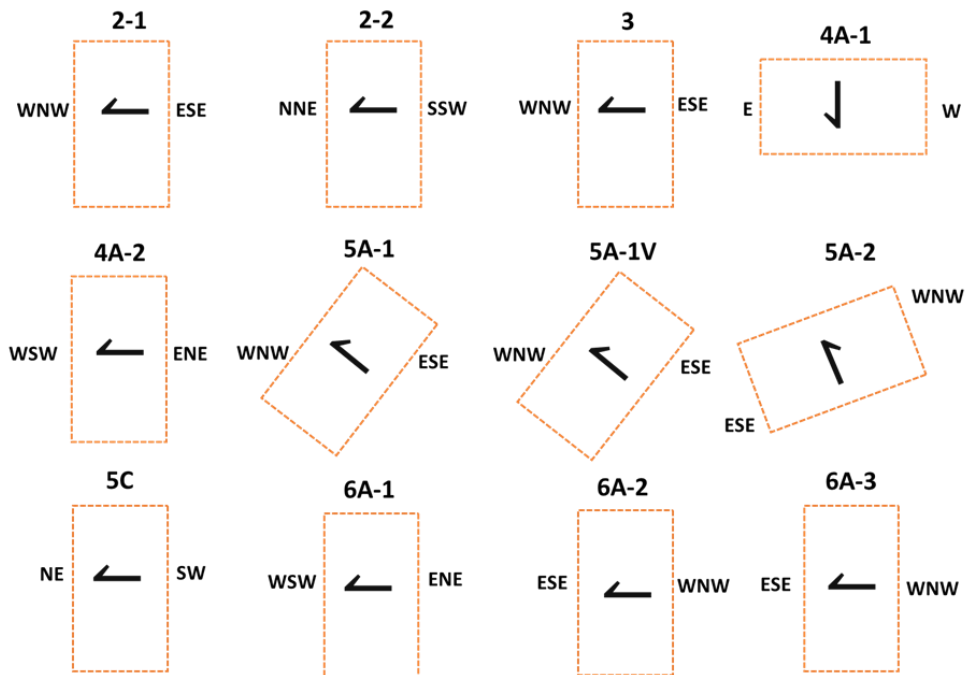 2-1
2-2
3
4A-1
WNW
ESE
NNE
SSW
WNW
ESE
E
W
4A-2
5A-1
5A-1V
5A-2
WSW
ENE
WNW
ESE
WNW
ESE
WNW
ESE
5C
6A-1
6A-2
6A-3
NE
SW
WSW
ENE
ESE
WNW
ESE
WNW